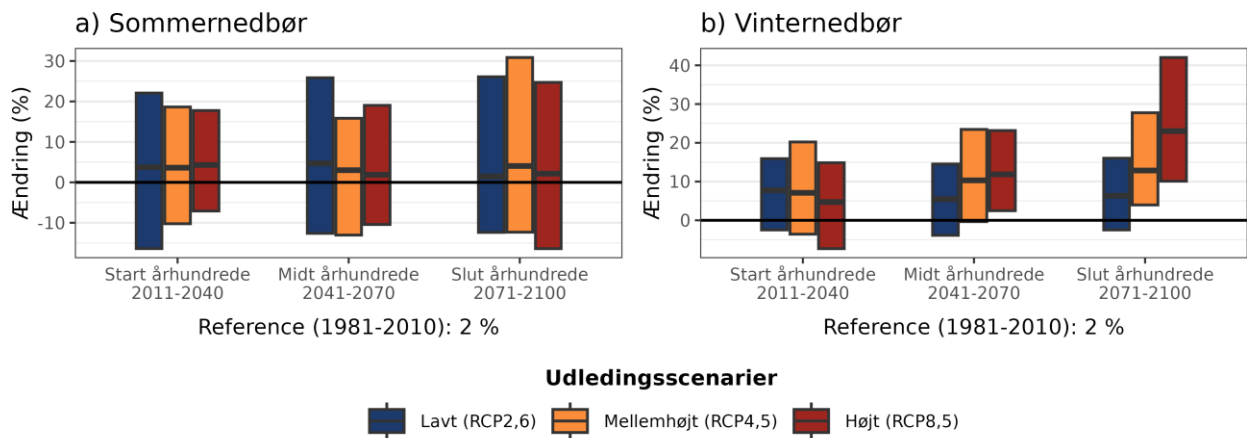 a) Sommernedbør
Ændring (%)
30
20
10
0
-10
Start århundrede
2011-2040
Midt århundrede
2041-2070
Slut århundrede
2071-2100
Reference (1981-2010): 2 %
b) Vinternedbør
Ændring (%)
40
30
20
10
0
Start århundrede
2011-2040
Midt århundrede
2041-2070
Slut århundrede
2071-2100
Reference (1981-2010): 2 %
Udledingsscenarier
Lavt (RCP2,6)
Mellemhøjt (RCP4,5)
Højt (RCP8,5)